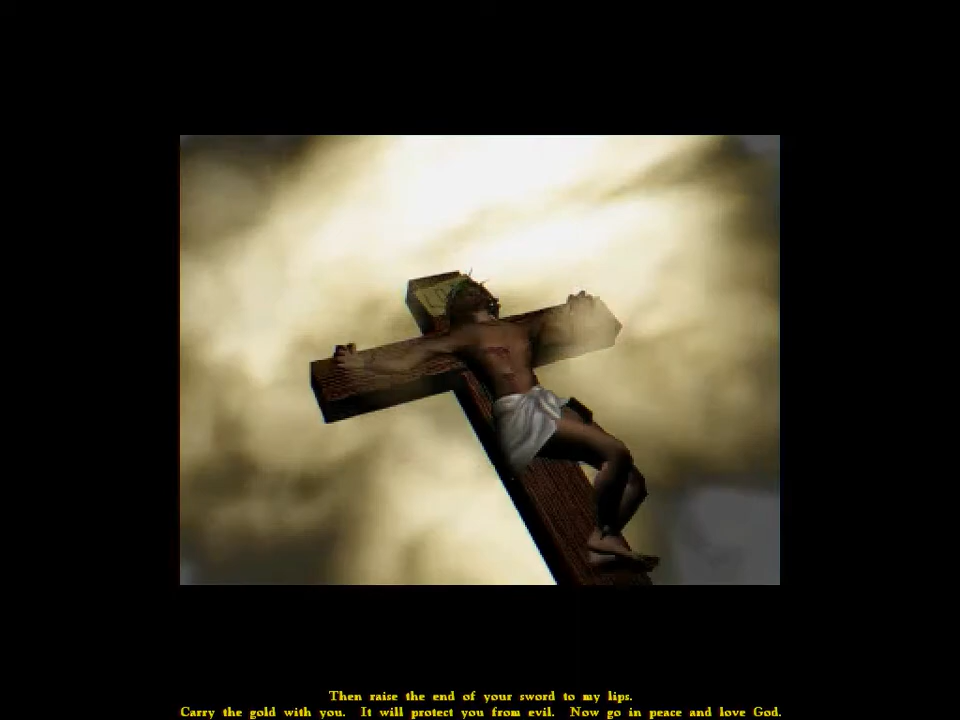 Then raise the end of your sword to my lips.
Carry the gold with you. It will protect you from evil. Now go in peace and love God.